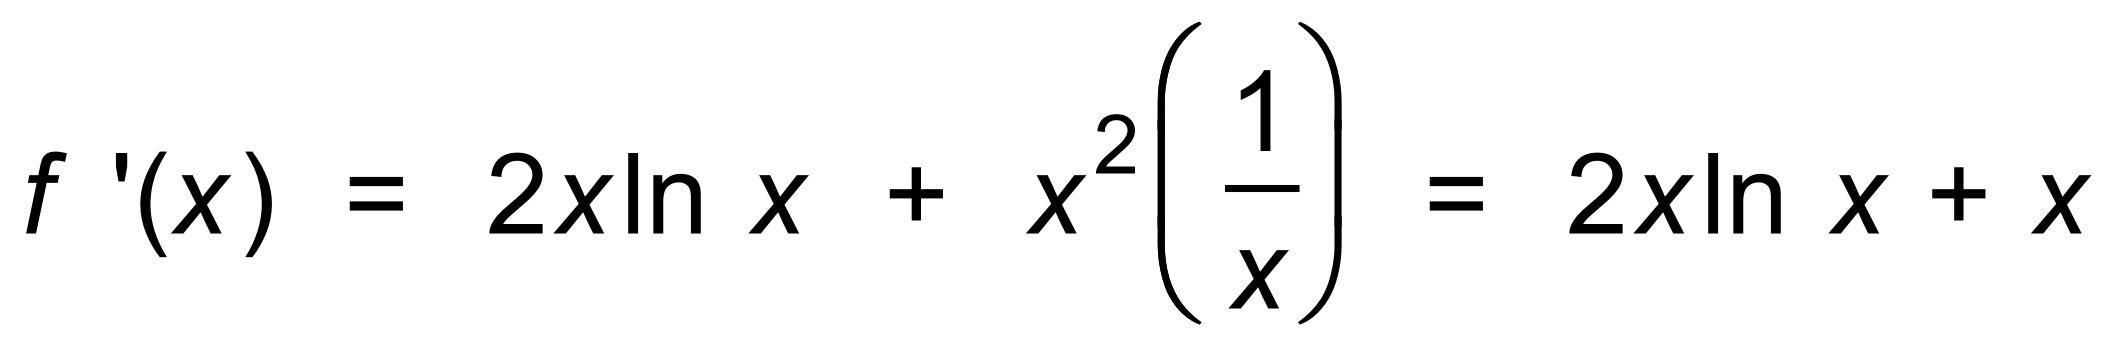 f '(x) = 2x ln x + x²(1/x) = 2x ln x + x